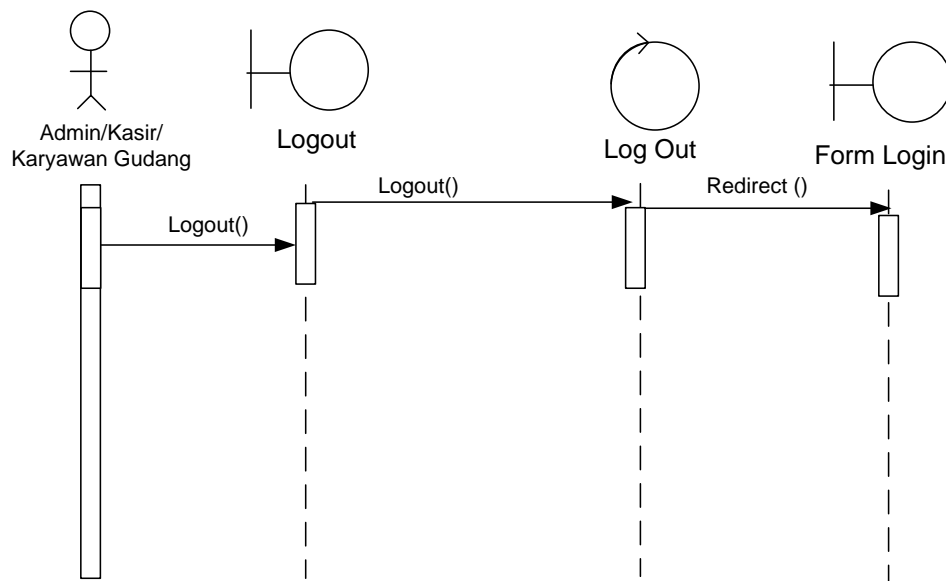 Admin/Kasir/
Karyawan Gudang
Logout
Log Out
Form Login
Logout()
Logout()
Redirect ()